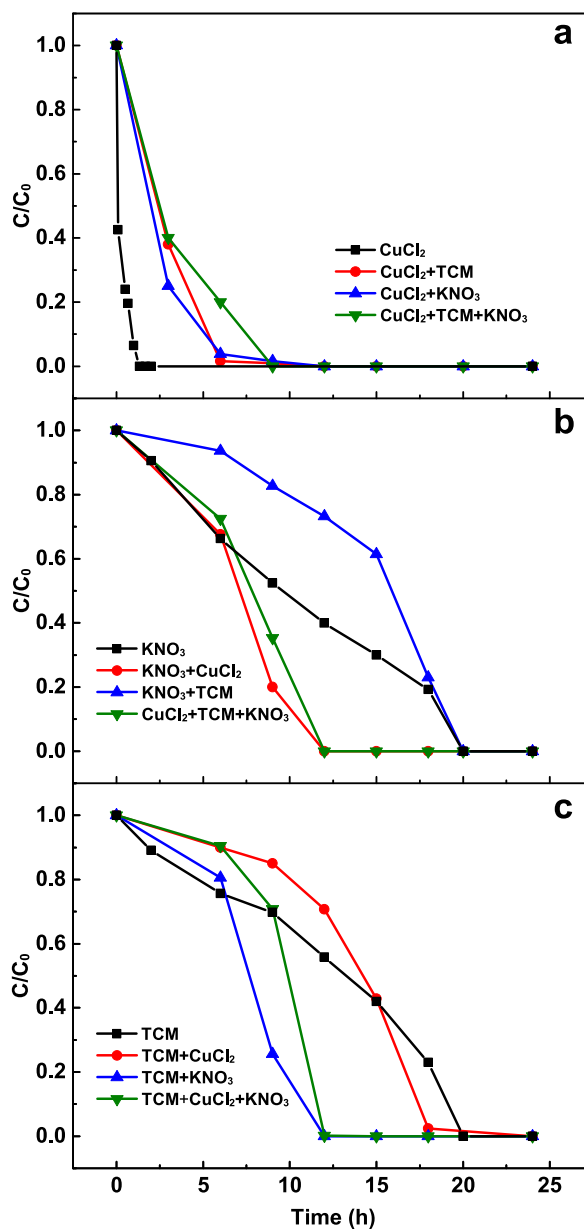 a
1.0
0.8
0.6
0.4
0.2
0.0
C/C₀
CuCl₂
CuCl₂+TCM
CuCl₂+KNO₃
CuCl₂+TCM+KNO₃
b
1.0
0.8
0.6
0.4
0.2
0.0
C/C₀
KNO₃
KNO₃+CuCl₂
KNO₃+TCM
CuCl₂+TCM+KNO₃
c
1.0
0.8
0.6
0.4
0.2
0.0
C/C₀
TCM
TCM+CuCl₂
TCM+KNO₃
TCM+CuCl₂+KNO₃
0 5 10 15 20 25
Time (h)